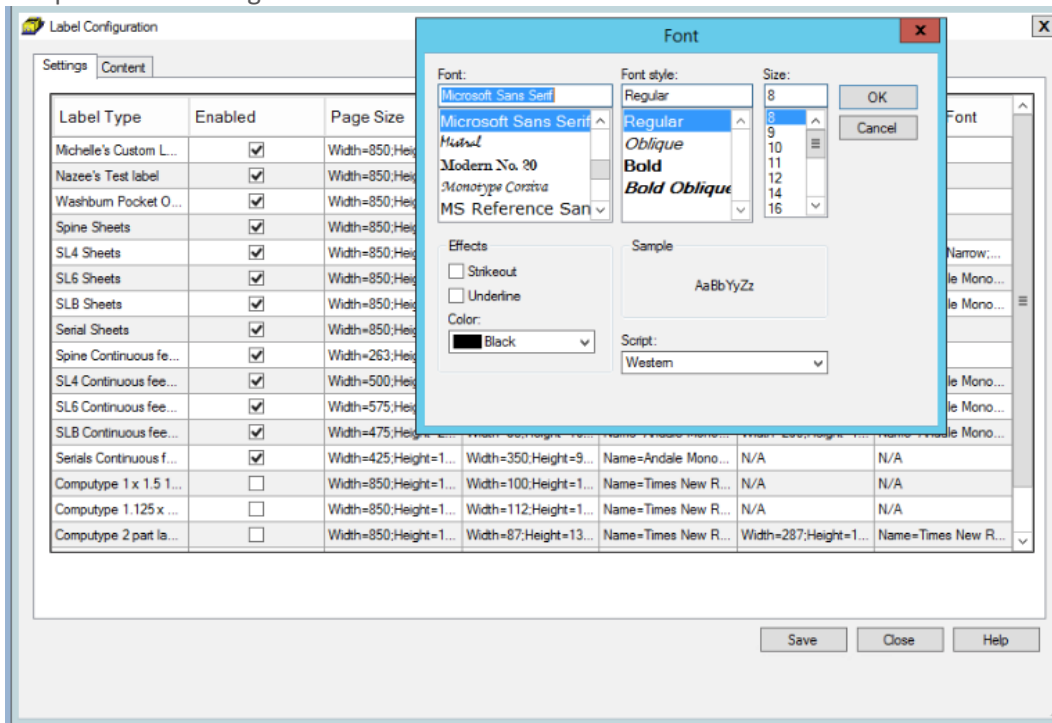 Label Configuration
X
Settings
Content
Label Type Enabled Page Size Font
Michelle's Custom L... Width=850;Heig
Nazee's Test label Width=850;Heig
Washburn Pocket O... Width=850;Heig
Spine Sheets Width=850;Heig
SL4 Sheets Width=850;Heig Narrow;...
SL6 Sheets Width=850;Heig le Mono...
SLB Sheets Width=850;Heig le Mono...
Serial Sheets Width=850;Heig
Spine Continuous fe... Width=263;Heig
SL4 Continuous fee... Width=500;Heig le Mono...
SL6 Continuous fee... Width=575;Heig le Mono...
SLB Continuous fee... Width=475;Heig le Mono...
Serials Continuous f... Width=425;Height=1... Width=350;Height=9... Name=Andale Mono... N/A N/A
Computype 1 x 1.5 1... Width=850;Height=1... Width=100;Height=1... Name=Times New R... N/A N/A
Computype 1.125 x ... Width=850;Height=1... Width=112;Height=1... Name=Times New R... N/A N/A
Computype 2 part la... Width=850;Height=1... Width=87;Height=13... Name=Times New R... Width=287;Height=1... Name=Times New R...
Save Close Help
Font
x
Font: Font style: Size:
Microsoft Sans Serif Regular 8
OK
Cancel
Microsoft Sans Serif
Mistral
Modern No. 20
Monotype Corsiva
MS Reference San
Regular
Oblique
Bold
Bold Oblique
8
9
10
11
12
14
16
Effects
Strikeout
Underline
Color:
Black
Sample
AaBbYyZz
Script:
Western